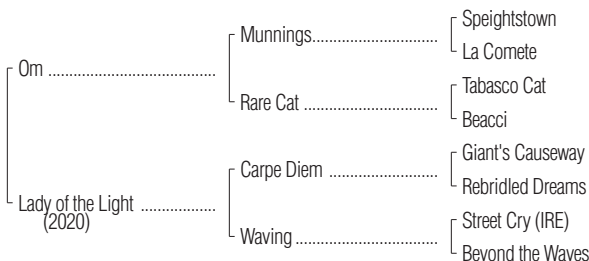 Speightstown
Munnings..............................
La Comete
Om ........................................
Tabasco Cat
Rare Cat ................................
Beacci
Giant's Causeway
Carpe Diem ..........................
Rebridled Dreams
Lady of the Light ..................
(2020)
Street Cry (IRE)
Waving..................................
Beyond the Waves